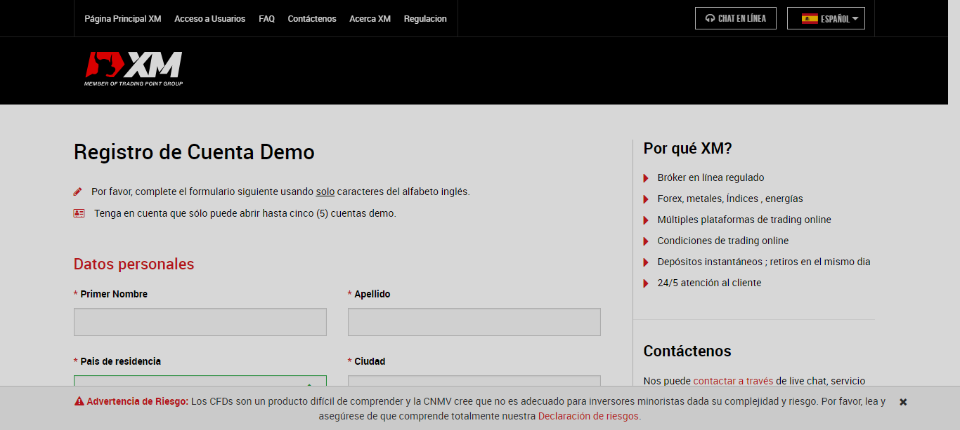 Página Principal XM Acceso a Usuarios FAQ Contáctenos Acerca XM Regulacion CHAT EN LÍNEA ESPAÑOL
XM
MEMBER OF TRADING POINT GROUP
Registro de Cuenta Demo
Por favor, complete el formulario siguiente usando solo caracteres del alfabeto inglés.
Tenga en cuenta que sólo puede abrir hasta cinco (5) cuentas demo.
Datos personales
* Primer Nombre
* Apellido
* Pais de residencia
* Ciudad
Por qué XM?
Bróker en línea regulado
Forex, metales, Índices , energías
Múltiples plataformas de trading online
Condiciones de trading online
Depósitos instantáneos ; retiros en el mismo dia
24/5 atención al cliente
Contáctenos
Nos puede contactar a través de live chat, servicio
Advertencia de Riesgo: Los CFDs son un producto difícil de comprender y la CNMV cree que no es adecuado para inversores minoristas dada su complejidad y riesgo. Por favor, lea y
asegúrese de que comprende totalmente nuestra Declaración de riesgos.